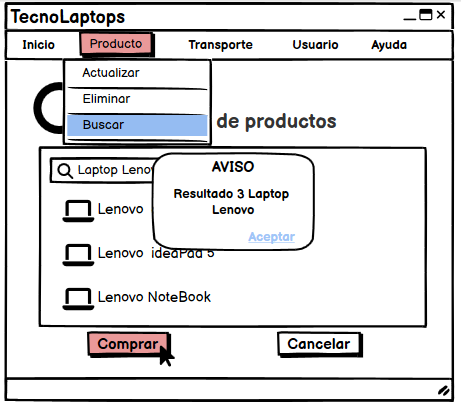 TecnoLaptops
Inicio Producto Transporte Usuario Ayuda
Actualizar
Eliminar
Buscar
de productos
Laptop Lenovo
AVISO
Resultado 3 Laptop
Lenovo
Aceptar
Lenovo
Lenovo ideaPad 5
Lenovo NoteBook
Comprar Cancelar